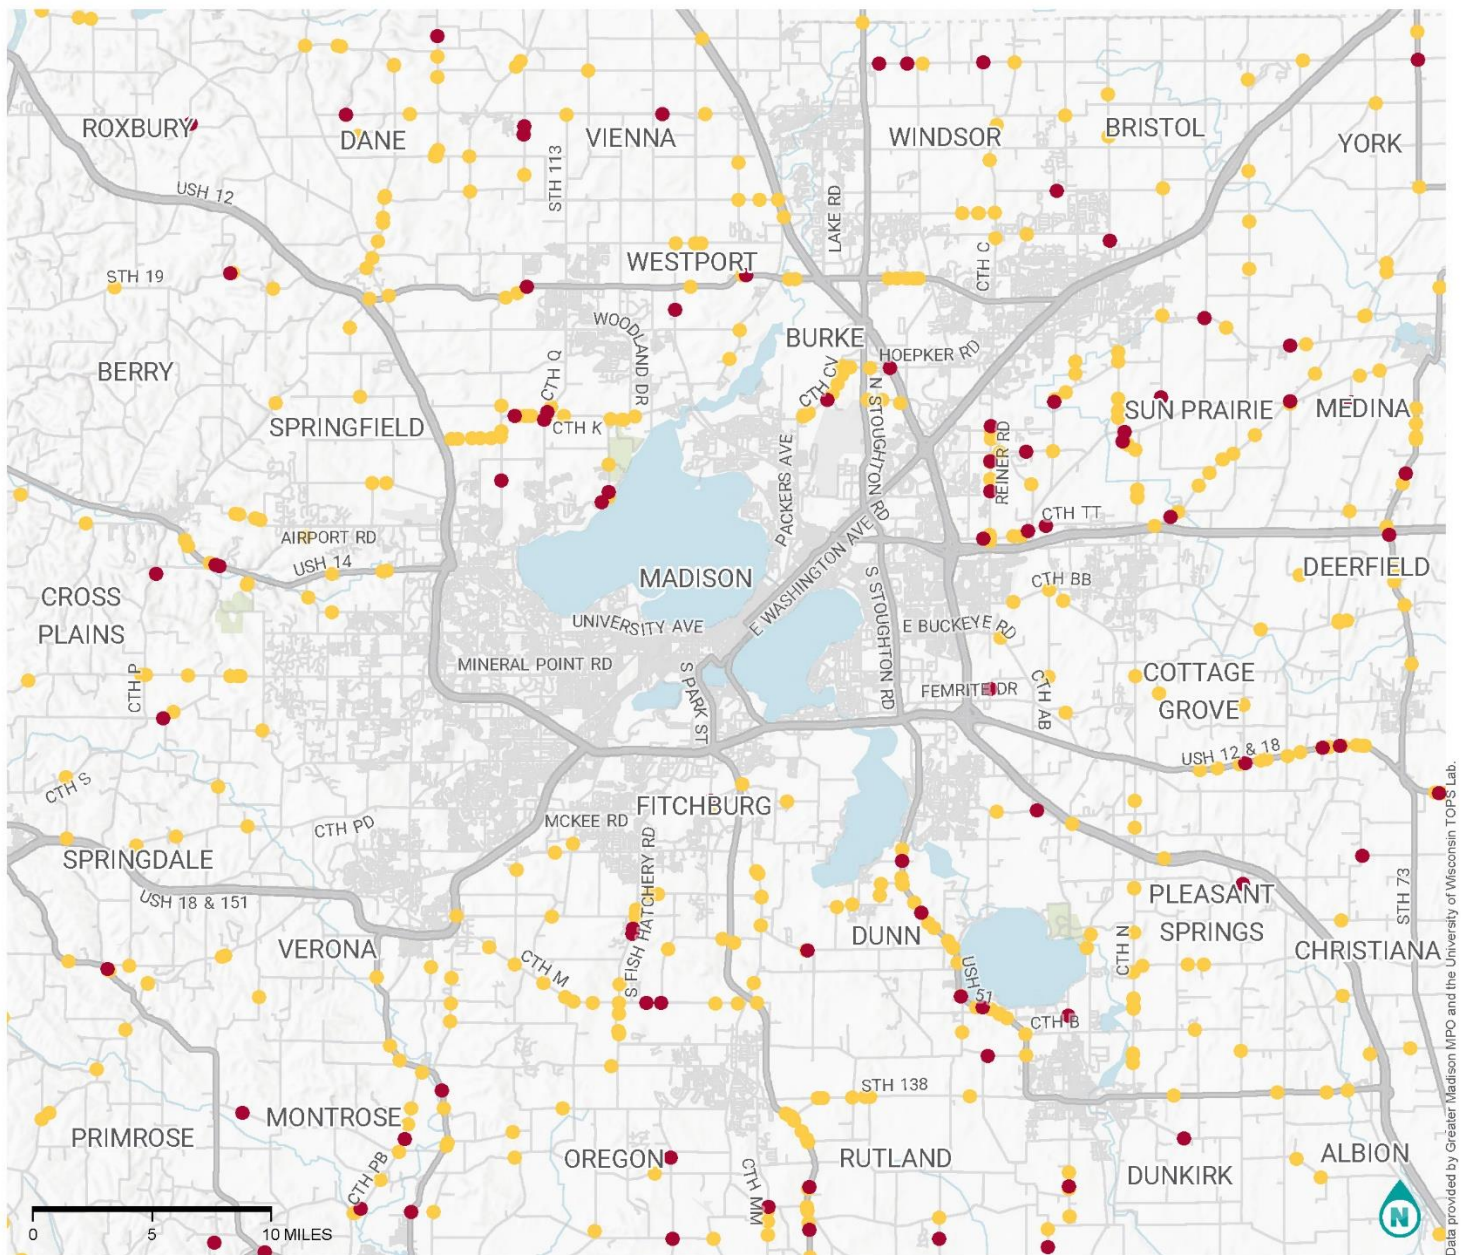 ROXBURY
DANE
VIENNA
WINDSOR
BRISTOL
YORK
USH 12
STH 113
LAKE RD
CTH C
WESTPORT
STH 19
WOODLAND DR
BURKE
HOEPKER RD
BERRY
CTH Q
CTH CV
N STOUGHTON RD
SPRINGFIELD
CTH K
SUN PRAIRIE
MEDINA
PACKERS AVE
REINER RD
AIRPORT RD
CTH TT
USH 14
MADISON
E WASHINGTON AVE
S STOUGHTON RD
CTH BB
DEERFIELD
CROSS
PLAINS
UNIVERSITY AVE
E BUCKEYE RD
MINERAL POINT RD
S PARK ST
FEMRITE DR
CTH AB
COTTAGE
GROVE
CTH P
USH 12 & 18
CTH S
FITCHBURG
MCKEE RD
CTH PD
SPRINGDALE
USH 18 & 151
S FISH HATCHERY RD
PLEASANT
SPRINGS
STH 73
VERONA
DUNN
CTH N
CHRISTIANA
CTH M
USH 51
CTH B
STH 138
MONTROSE
PRIMROSE
OREGON
RUTLAND
ALBION
DUNKIRK
CTH PB
CTH MM
0 5 10 MILES
N
Data provided by Greater Madison MPO and the University of Wisconsin TOPS Lab.